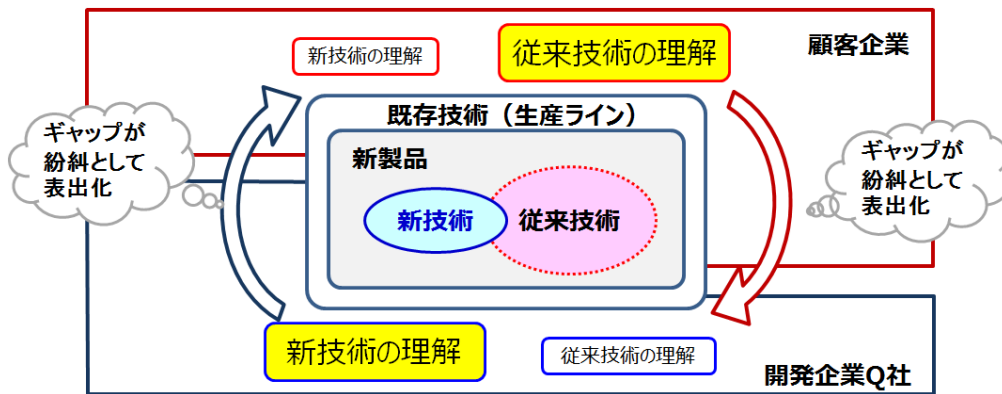 新技術の理解
従来技術の理解
顧客企業
既存技術（生産ライン）
ギャップが
紛糾として
表出化
新製品
新技術
従来技術
ギャップが
紛糾として
表出化
新技術の理解
従来技術の理解
開発企業Q社